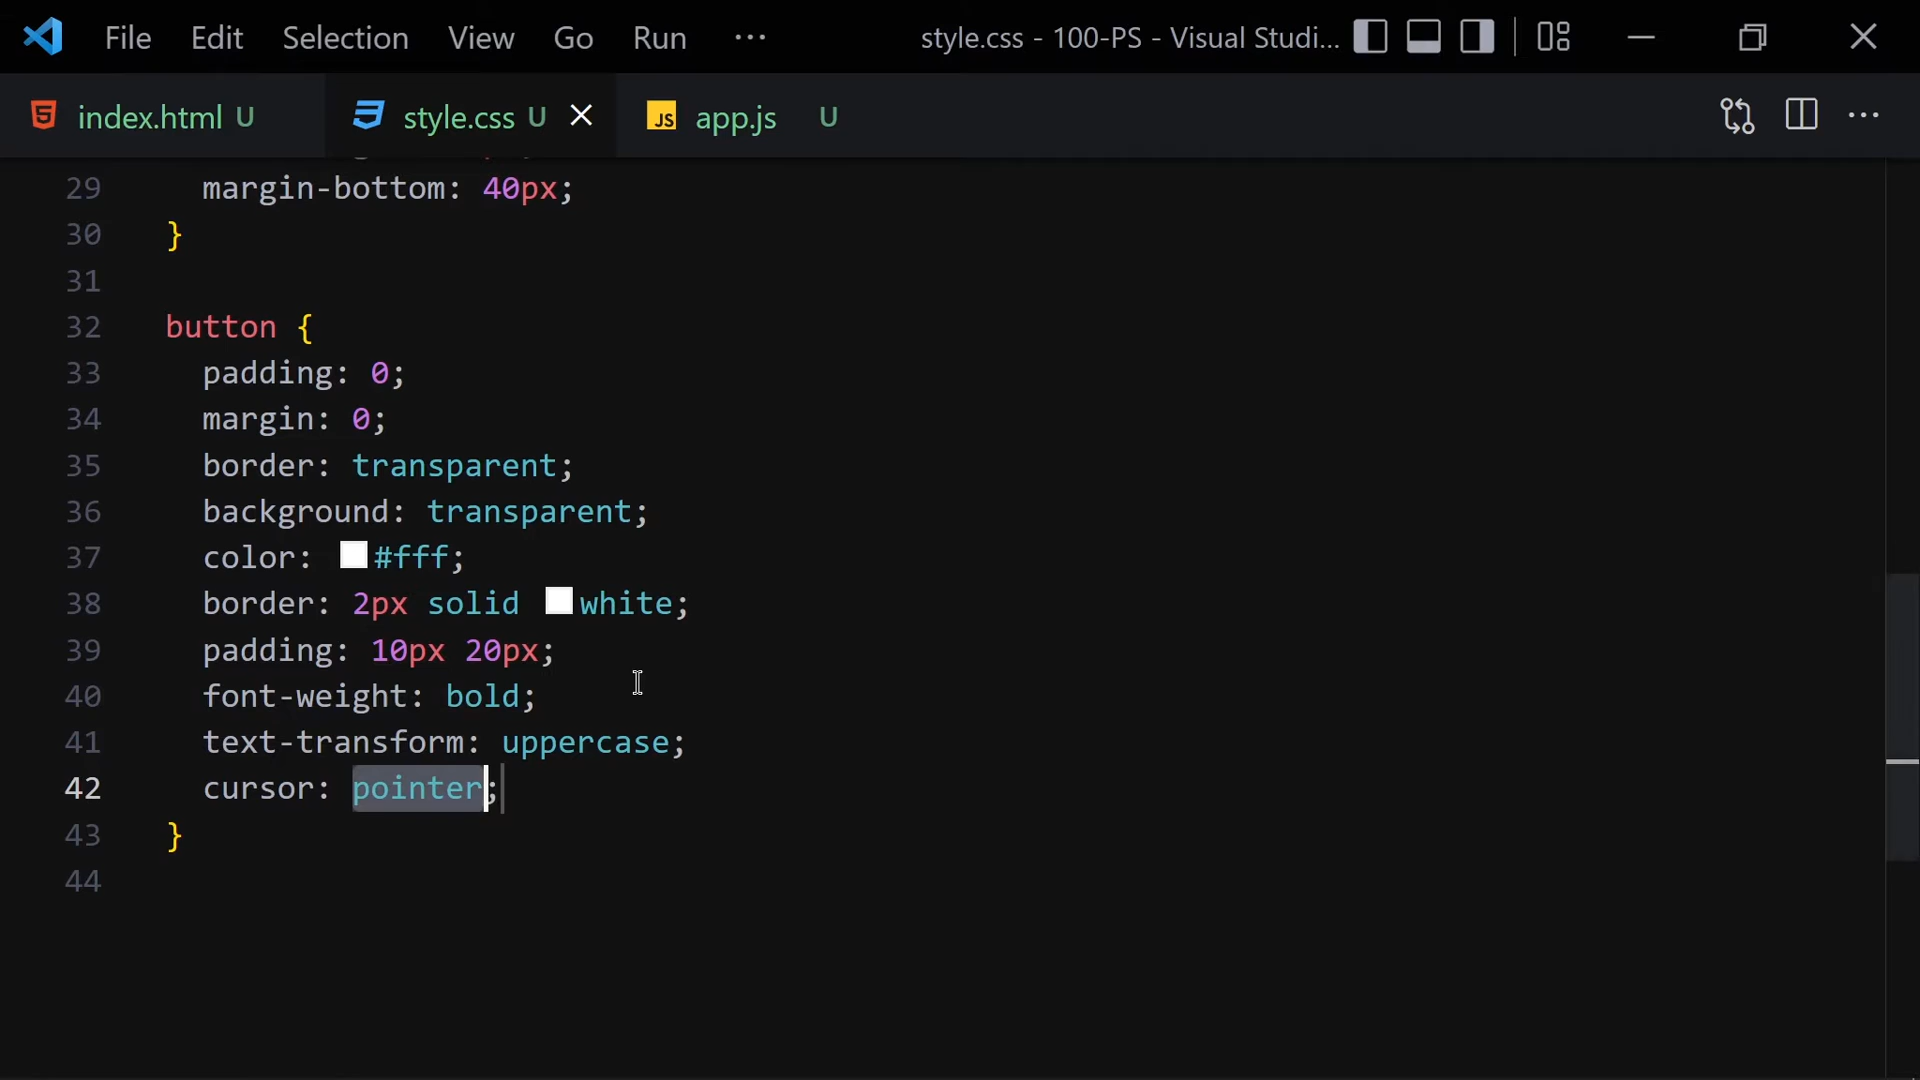 File Edit Selection View Go Run ··· style.css - 100-PS - Visual Studi...
index.html U style.css U app.js U
29 margin-bottom: 40px;
30 }
31
32 button {
33 padding: 0;
34 margin: 0;
35 border: transparent;
36 background: transparent;
37 color: #fff;
38 border: 2px solid white;
39 padding: 10px 20px;
40 font-weight: bold;
41 text-transform: uppercase;
42 cursor: pointer;
43 }
44